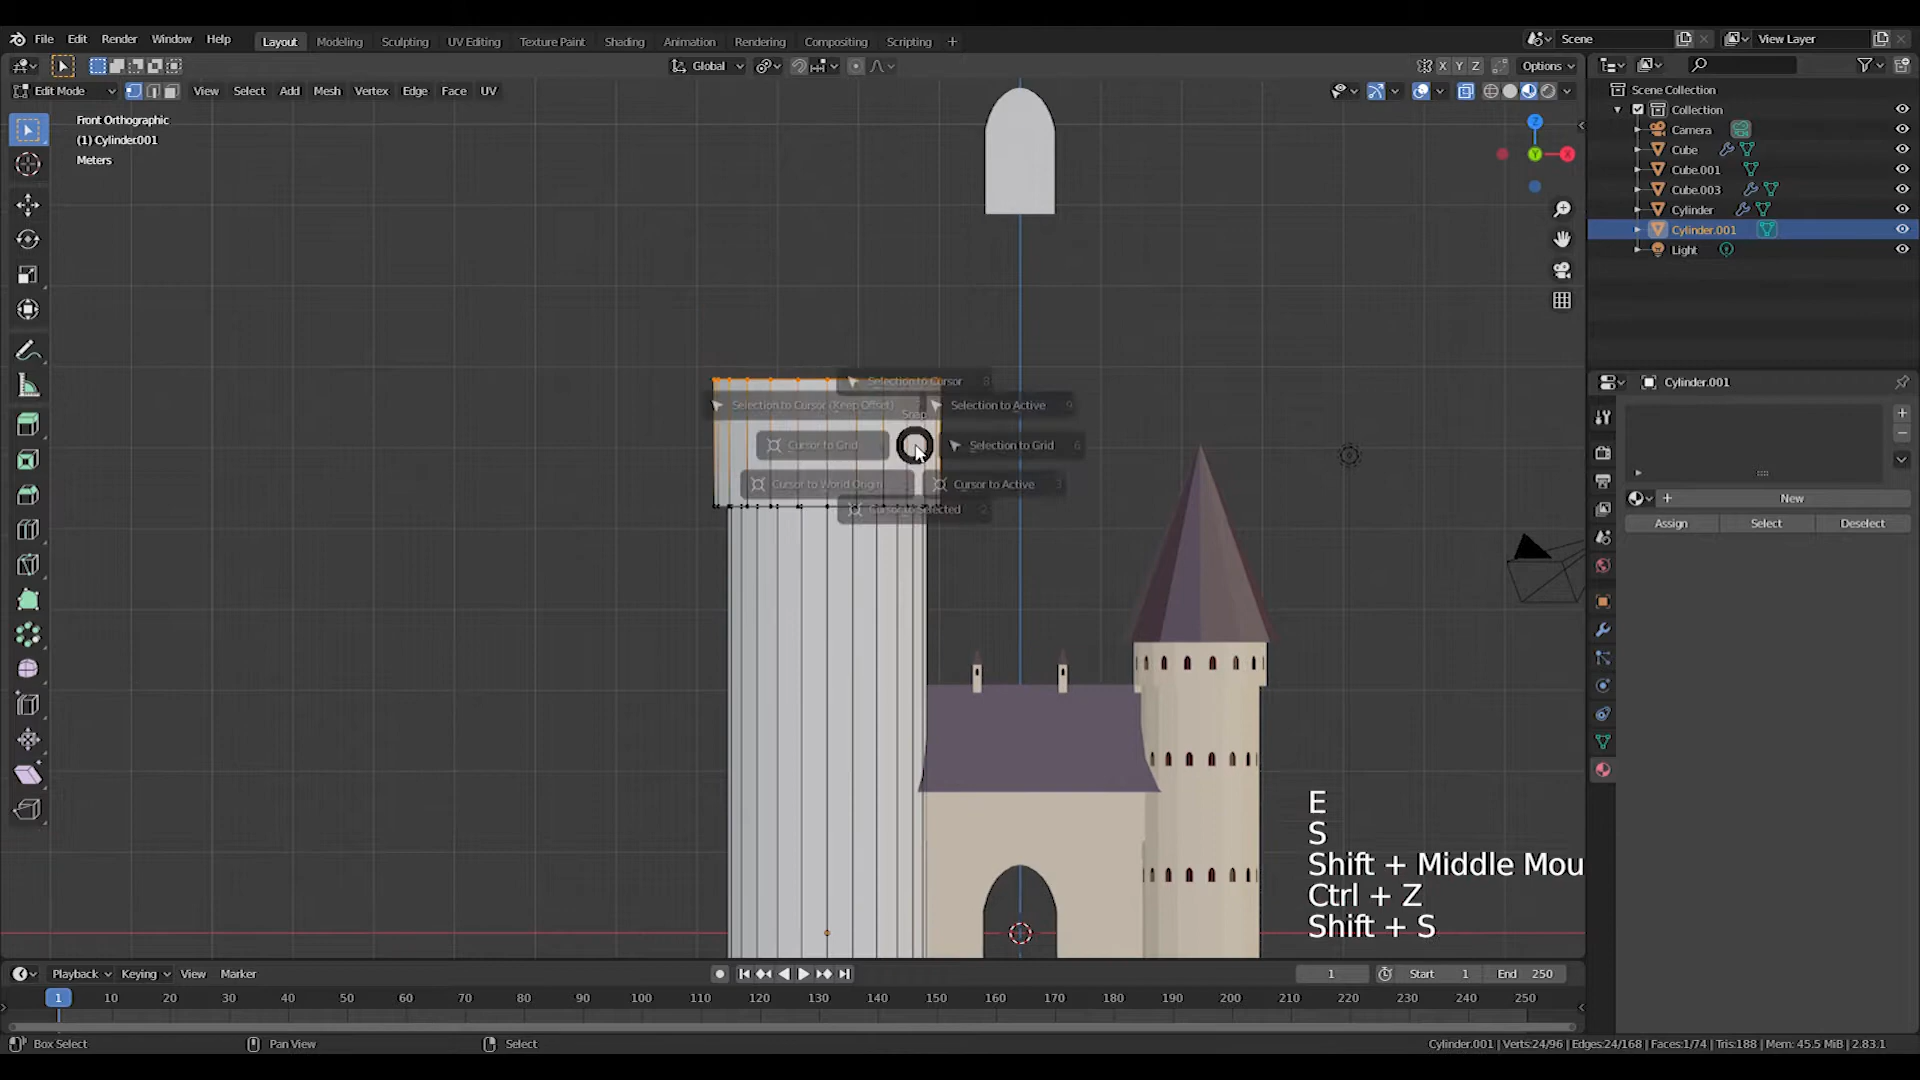 File Edit Render Window Help Layout Modeling Sculpting UV Editing Texture Paint Shading Animation Rendering Compositing Scripting + Scene View Layer
Global X Y Z Options
Edit Mode View Select Add Mesh Vertex Edge Face UV
Front Orthographic
(1) Cylinder.001
Meters
Z
Y
X
Scene Collection
Collection
Camera
Cube
Cube.001
Cube.003
Cylinder
Cylinder.001
Light
Cylinder.001
+ New
Assign Select Deselect
Selection to Cursor 8
Selection to Cursor (Keep Offset) Selection to Active 9
Snap
Cursor to Grid Selection to Grid 6
Cursor to World Origin Cursor to Active 3
Cursor to Selected 2
E
S
Shift + Middle Mou
Ctrl + Z
Shift + S
Playback Keying View Marker 1 Start 1 End 250
1 10 20 30 40 50 60 70 80 90 100 110 120 130 140 150 160 170 180 190 200 210 220 230 240 250
Box Select Pan View Select Cylinder.001 | Verts:24/96 | Edges:24/168 | Faces:1/74 | Tris:188 | Mem: 45.5 MiB | 2.83.1